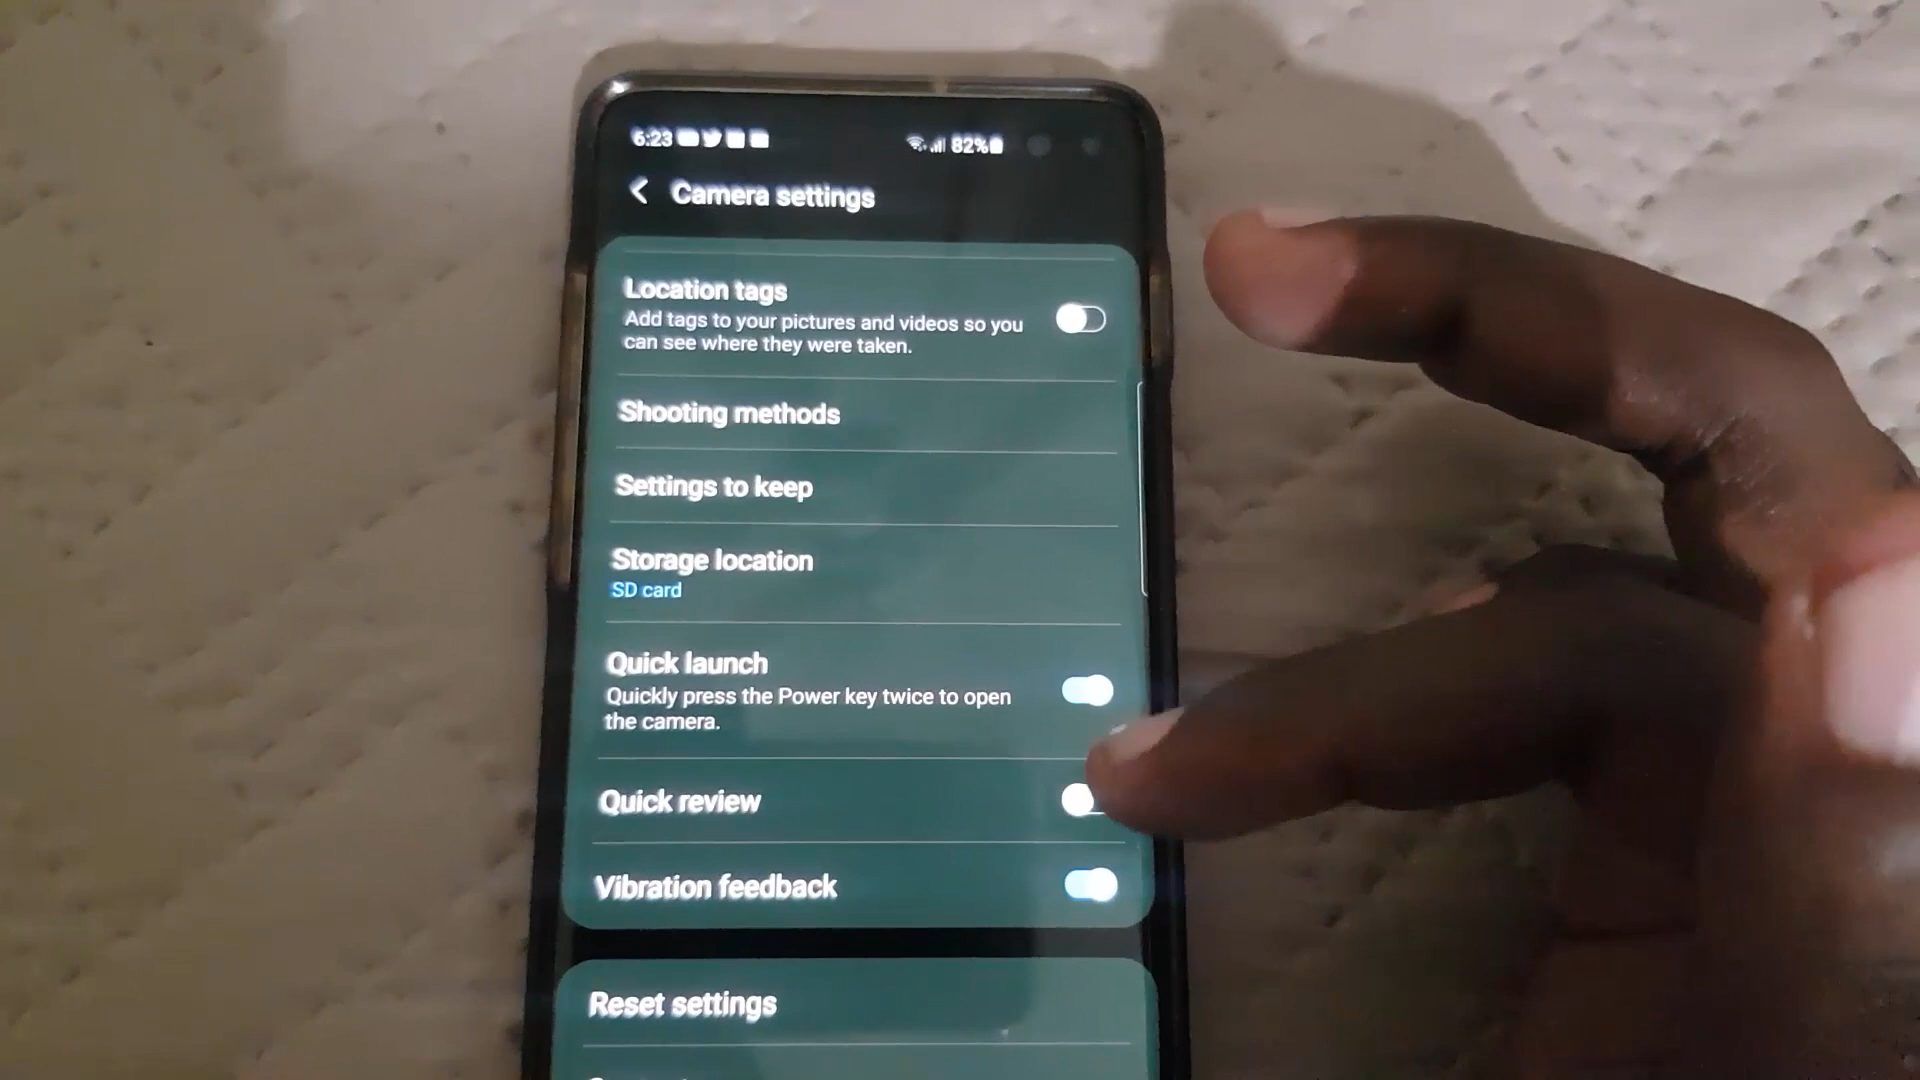 6:23 82%
Camera settings
Location tags
Add tags to your pictures and videos so you
can see where they were taken.
Shooting methods
Settings to keep
Storage location
SD card
Quick launch
Quickly press the Power key twice to open
the camera.
Quick review
Vibration feedback
Reset settings